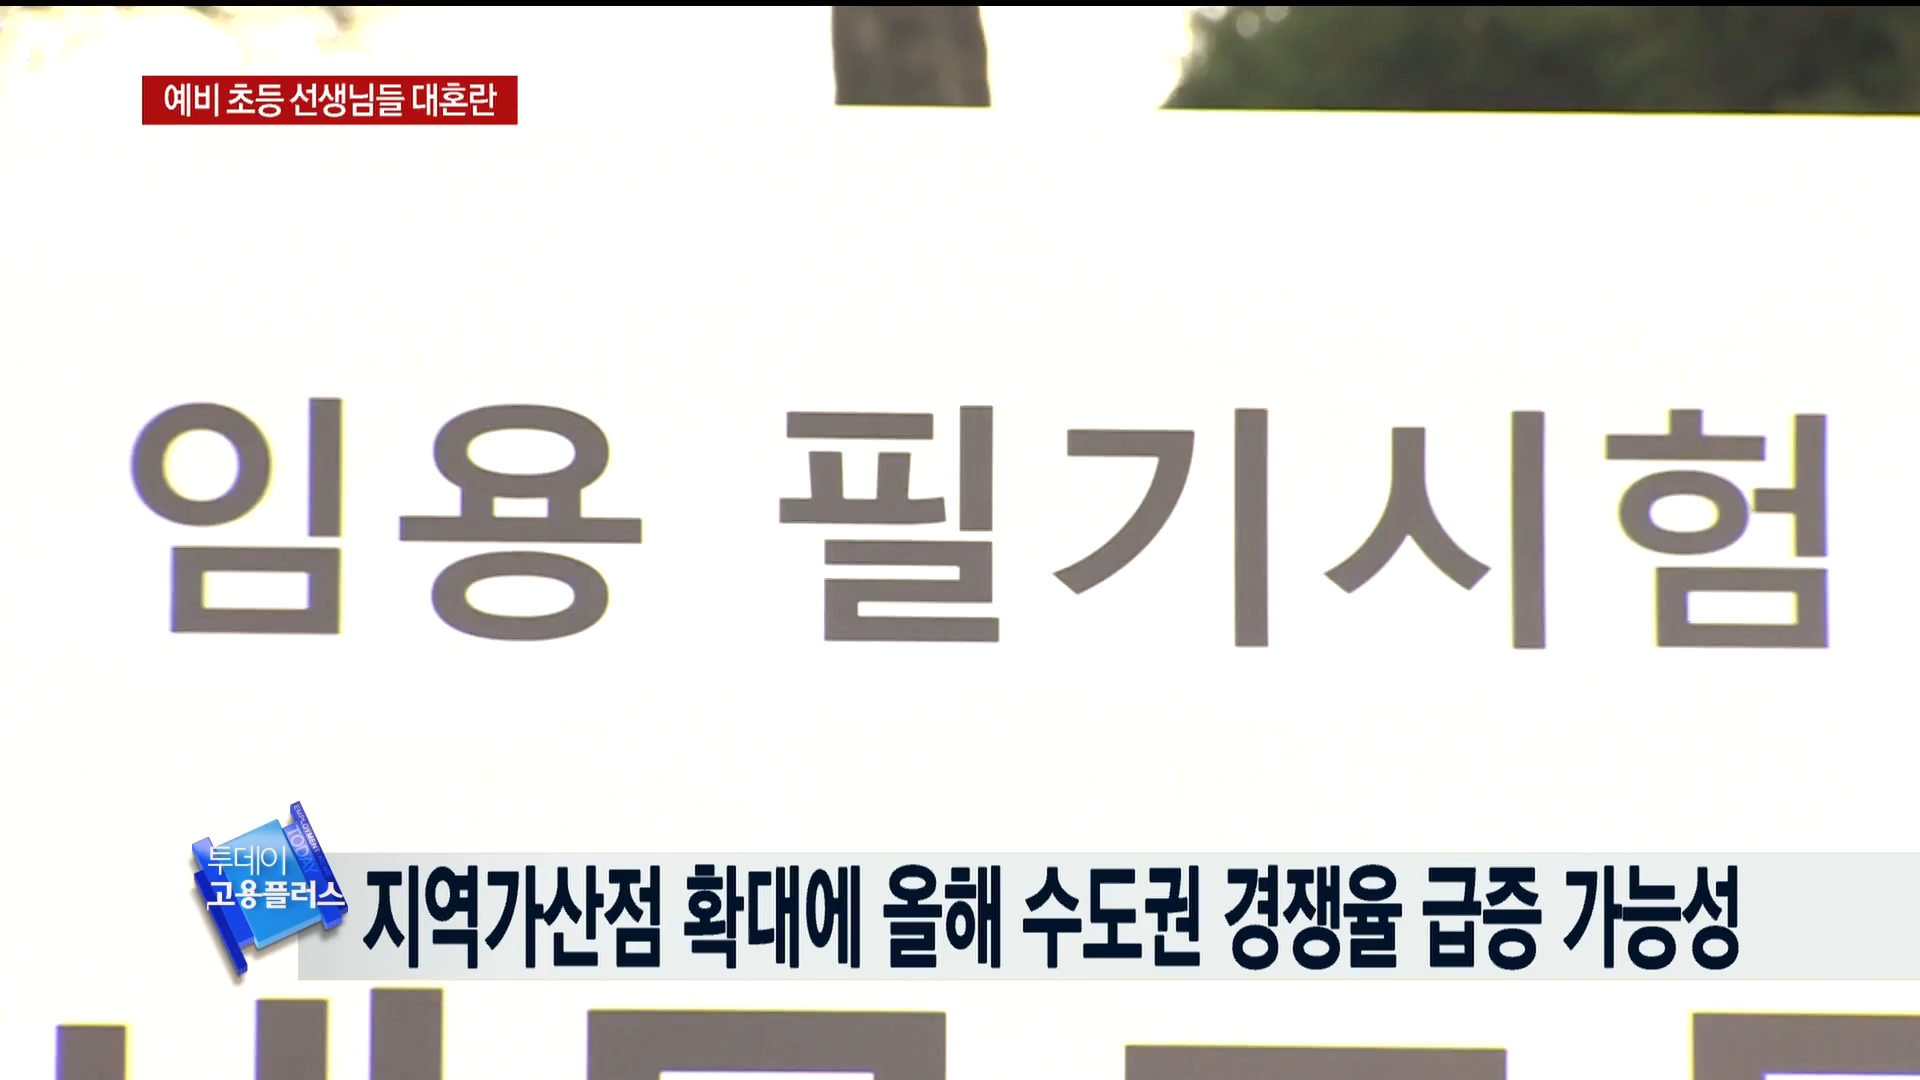 예비 초등 선생님들 대혼란
임용 필기시험
EMPLOYMENT
TODAY
투데이
고용플러스
지역가산점 확대에 올해 수도권 경쟁율 급증 가능성